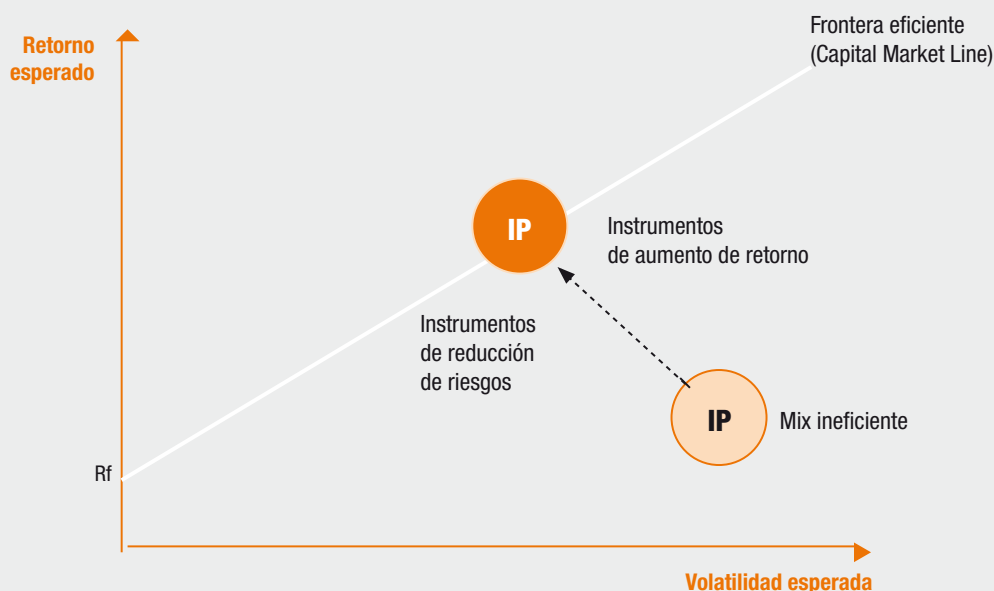 Frontera eficiente
(Capital Market Line)
Retorno
esperado
IP
Instrumentos
de aumento de retorno
Instrumentos
de reducción
de riesgos
IP
Mix ineficiente
Rf
Volatilidad esperada